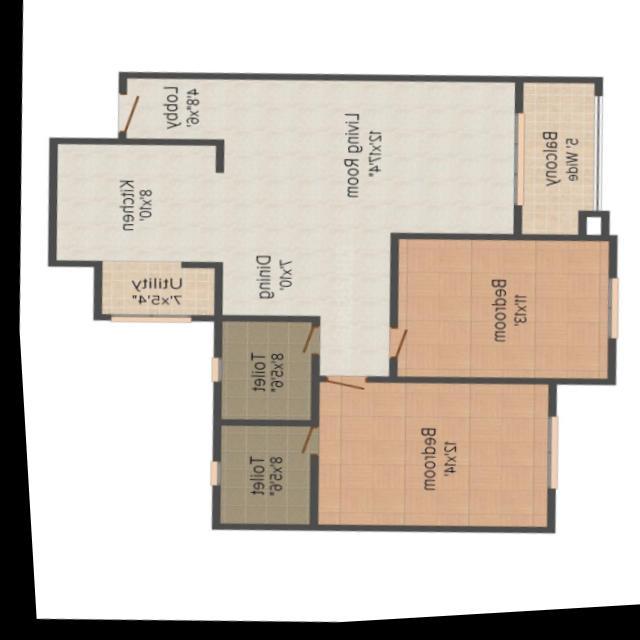 Lobby
4'8"x6'
Living Room
12'x17'4"
5' Wide
Balcony
Kitchen
8'x10'
Utility
7'x5'4"
Dining
7'x10'
Bedroom
11'x13'
Toilet
8'x5'6"
Bedroom
12'x14'
Toilet
8'x5'6"